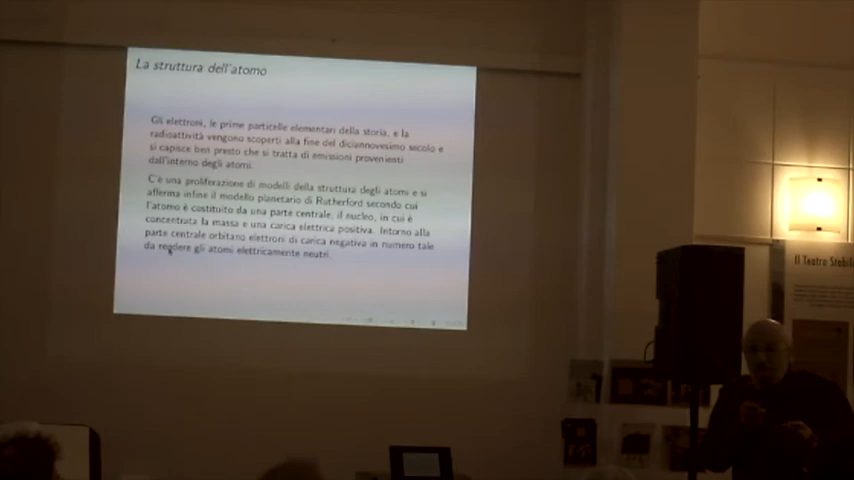 La struttura dell'atomo
Gli elettroni, le prime particelle elementari della storia, e la
radioattività vengono scoperti alla fine del diciannovesimo secolo e
si capisce ben presto che si tratta di emissioni provenienti
dall'interno degli atomi.
C'è una proliferazione di modelli della struttura degli atomi e si
afferma infine il modello planetario di Rutherford secondo cui
l'atomo è costituito da una parte centrale, il nucleo, in cui è
concentrata la massa e una carica elettrica positiva. Intorno alla
parte centrale orbitano elettroni di carica negativa in numero tale
da rendere gli atomi elettricamente neutri.
Il Teatro Stabil